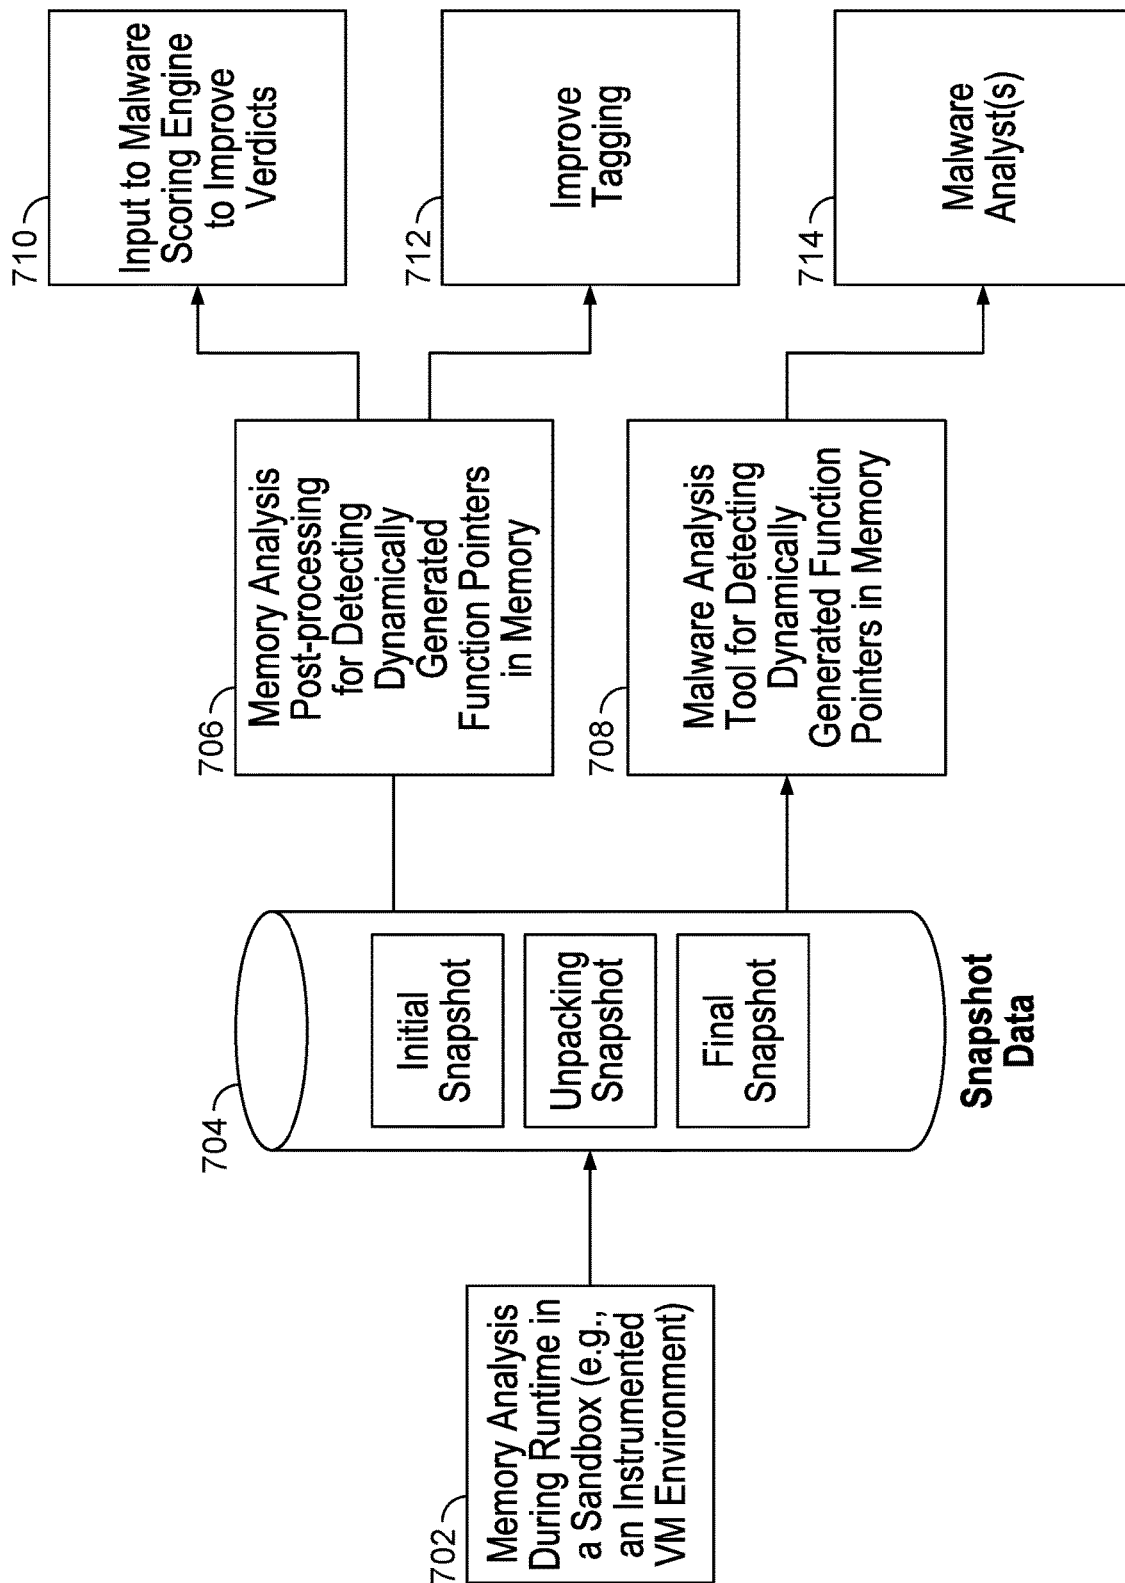 702
Memory Analysis
During Runtime in
a Sandbox (e.g.,
an Instrumented
VM Environment)
704
Initial
Snapshot
Unpacking
Snapshot
Final
Snapshot
Snapshot
Data
706
Memory Analysis
Post-processing
for Detecting
Dynamically
Generated
Function Pointers
in Memory
708
Malware Analysis
Tool for Detecting
Dynamically
Generated Function
Pointers in Memory
710
Input to Malware
Scoring Engine
to Improve
Verdicts
712
Improve
Tagging
714
Malware
Analyst(s)